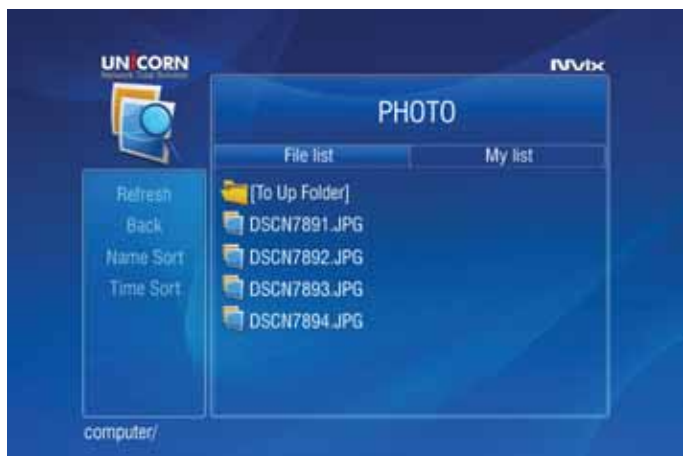 UNiCORN
Mvix
PHOTO
File list
My list
Refresh
Back
Name Sort
Time Sort
[To Up Folder]
DSCN7891.JPG
DSCN7892.JPG
DSCN7893.JPG
DSCN7894.JPG
computer/